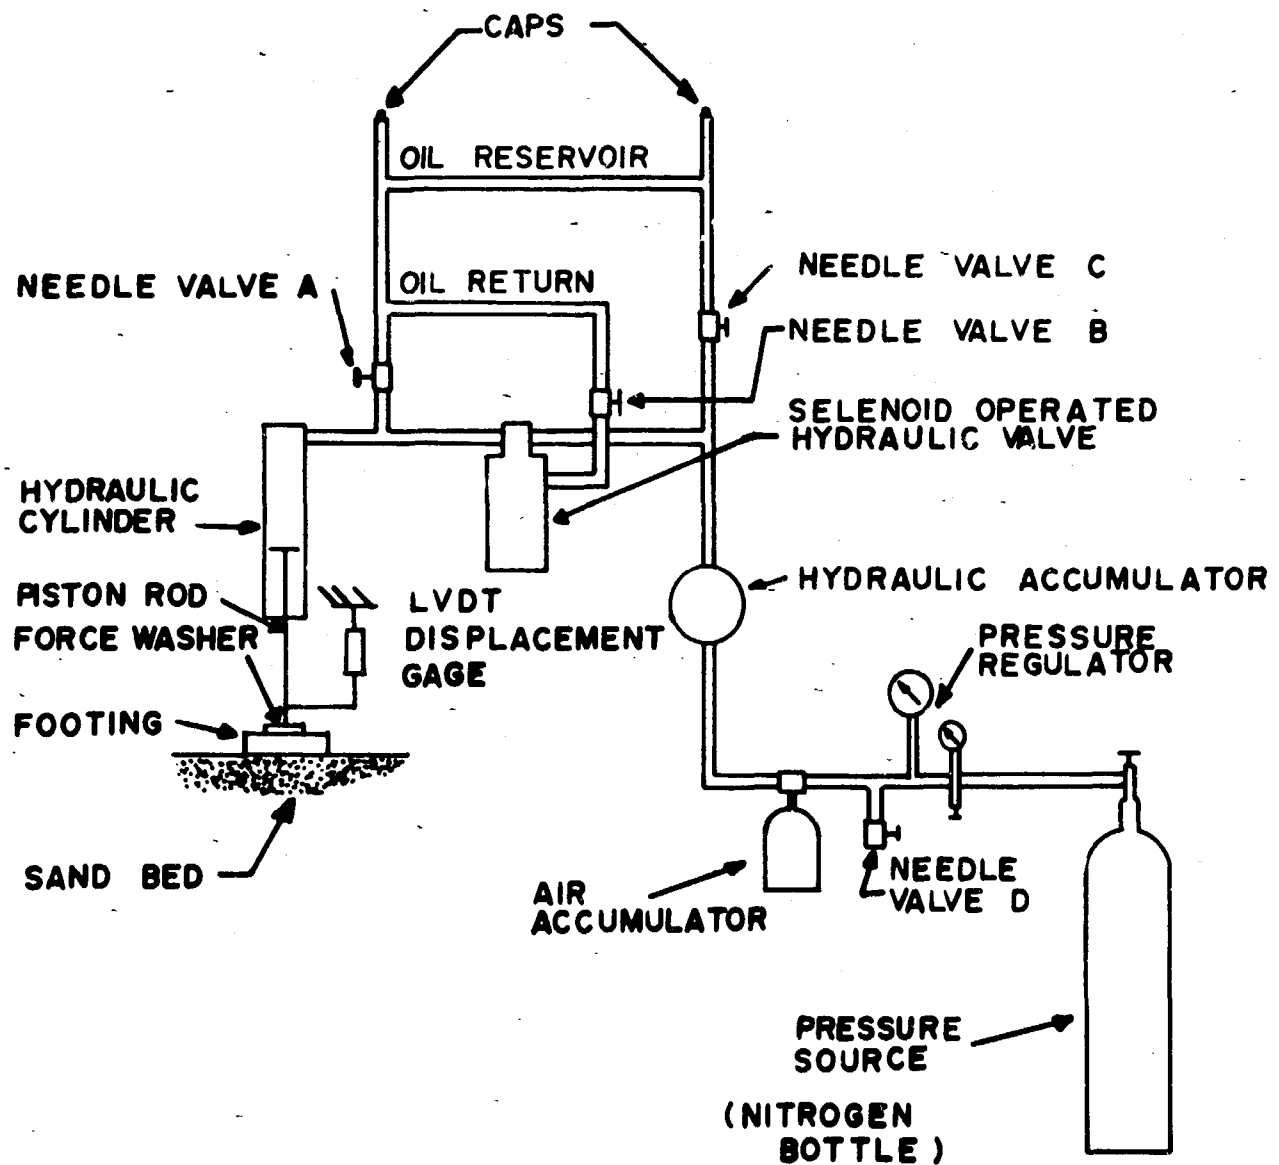 CAPS
OIL RESERVOIR
NEEDLE VALVE A
OIL RETURN
NEEDLE VALVE C
NEEDLE VALVE B
SELENOID OPERATED
HYDRAULIC VALVE
HYDRAULIC
CYLINDER
PISTON ROD
FORCE WASHER
LVDT
DISPLACEMENT
GAGE
HYDRAULIC ACCUMULATOR
PRESSURE
REGULATOR
FOOTING
SAND BED
AIR
ACCUMULATOR
NEEDLE
VALVE D
PRESSURE
SOURCE
(NITROGEN
BOTTLE)